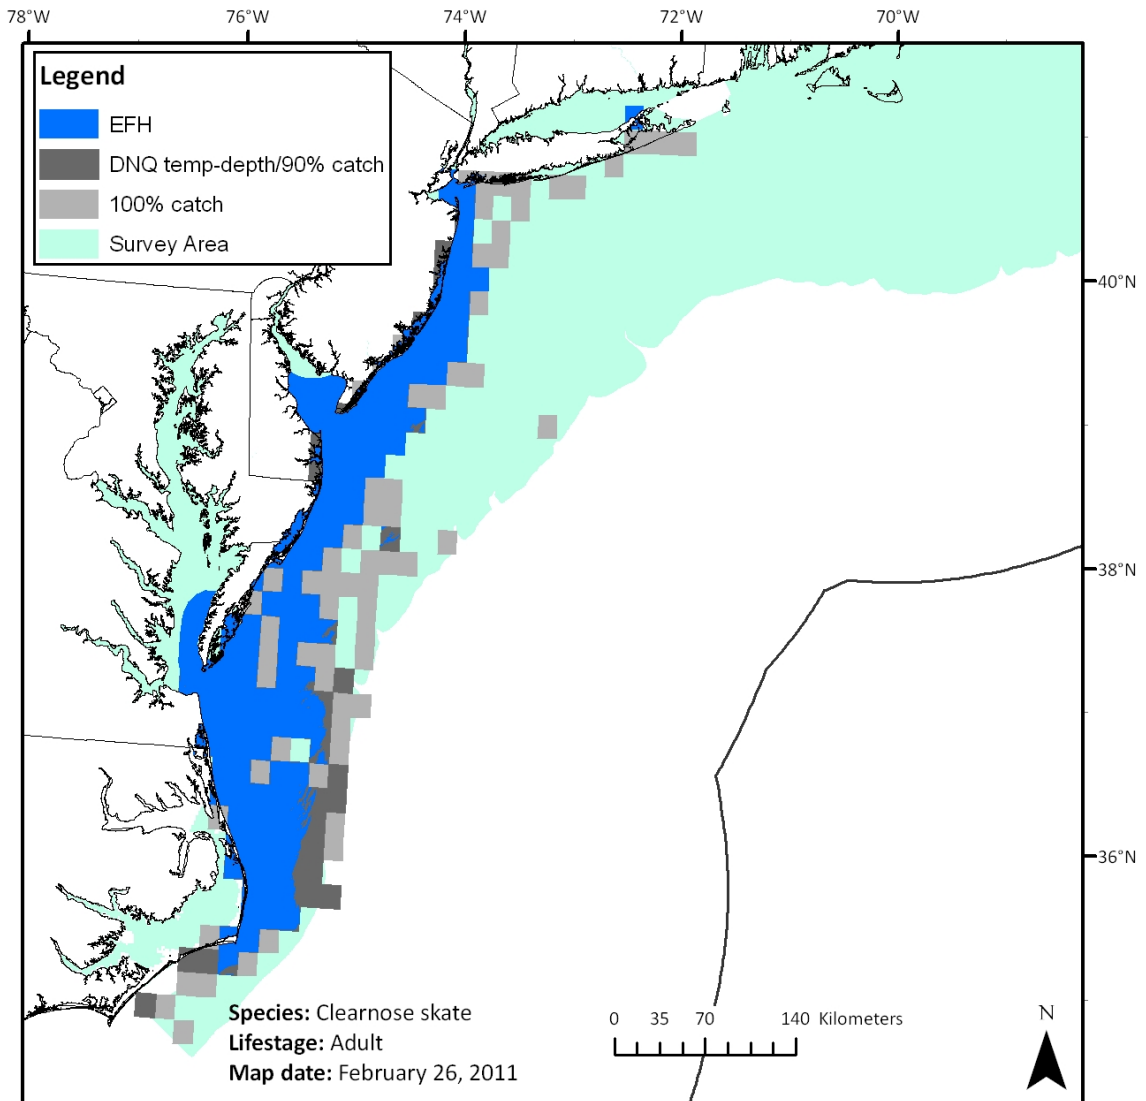 78°W 76°W 74°W 72°W 70°W
Legend
EFH
DNQ temp-depth/90% catch
100% catch
Survey Area
40°N
38°N
36°N
Species: Clearnose skate
Lifestage: Adult
Map date: February 26, 2011
0 35 70 140 Kilometers
N